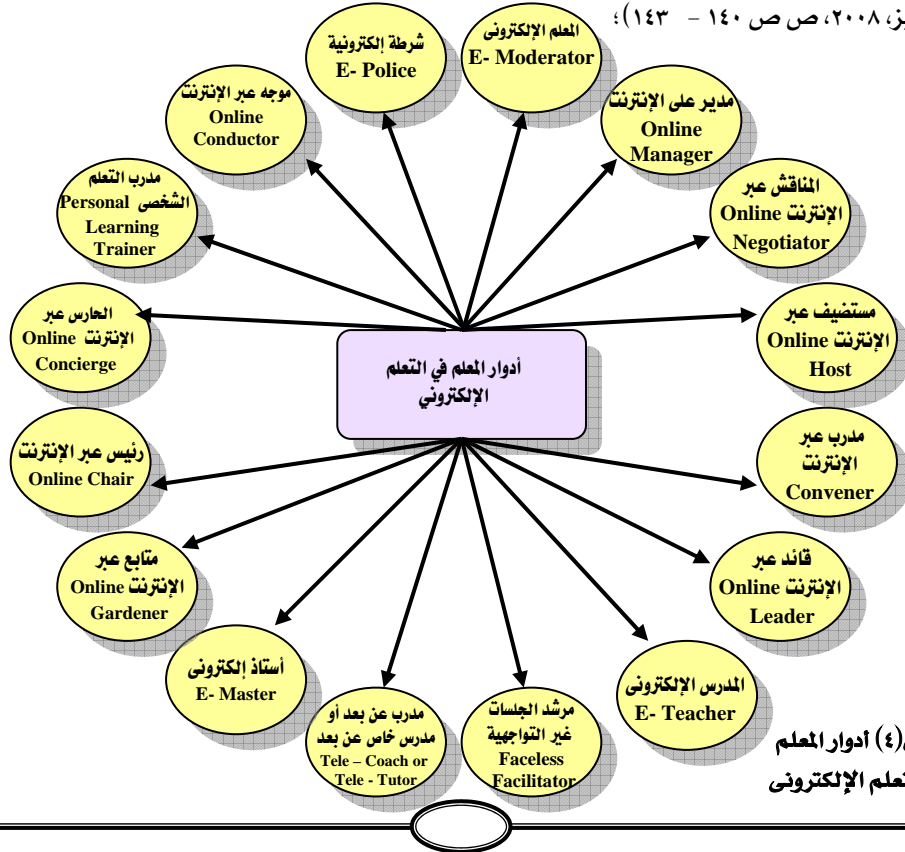 يز، ٢٠٠٨، ص ص ١٤٠ - ١٤٣)؛
المعلم الإلكترونى
E- Moderator
مدير على الإنترنت
Online
Manager
المناقش عبر
الإنترنت Online
Negotiator
مستضيف عبر
الإنترنت Online
Host
مدرب عبر
الإنترنت
Convener
قائد عبر
الإنترنت Online
Leader
المدرس الإلكترونى
E- Teacher
مرشد الجلسات
غير التواجهية
Faceless
Facilitator
مدرب عن بعد أو
مدرس خاص عن بعد
Tele – Coach or
Tele - Tutor
أستاذ إلكترونى
E- Master
متابع عبر
الإنترنت Online
Gardener
رئيس عبر الإنترنت
Online Chair
الحارس عبر
الإنترنت Online
Concierge
مدرب التعلم
الشخصى Personal
Learning
Trainer
موجه عبر الإنترنت
Online
Conductor
شرطة إلكترونية
E- Police
أدوار المعلم في التعلم
الإلكتروني
(٤) أدوار المعلم
تعلم الإلكترونى